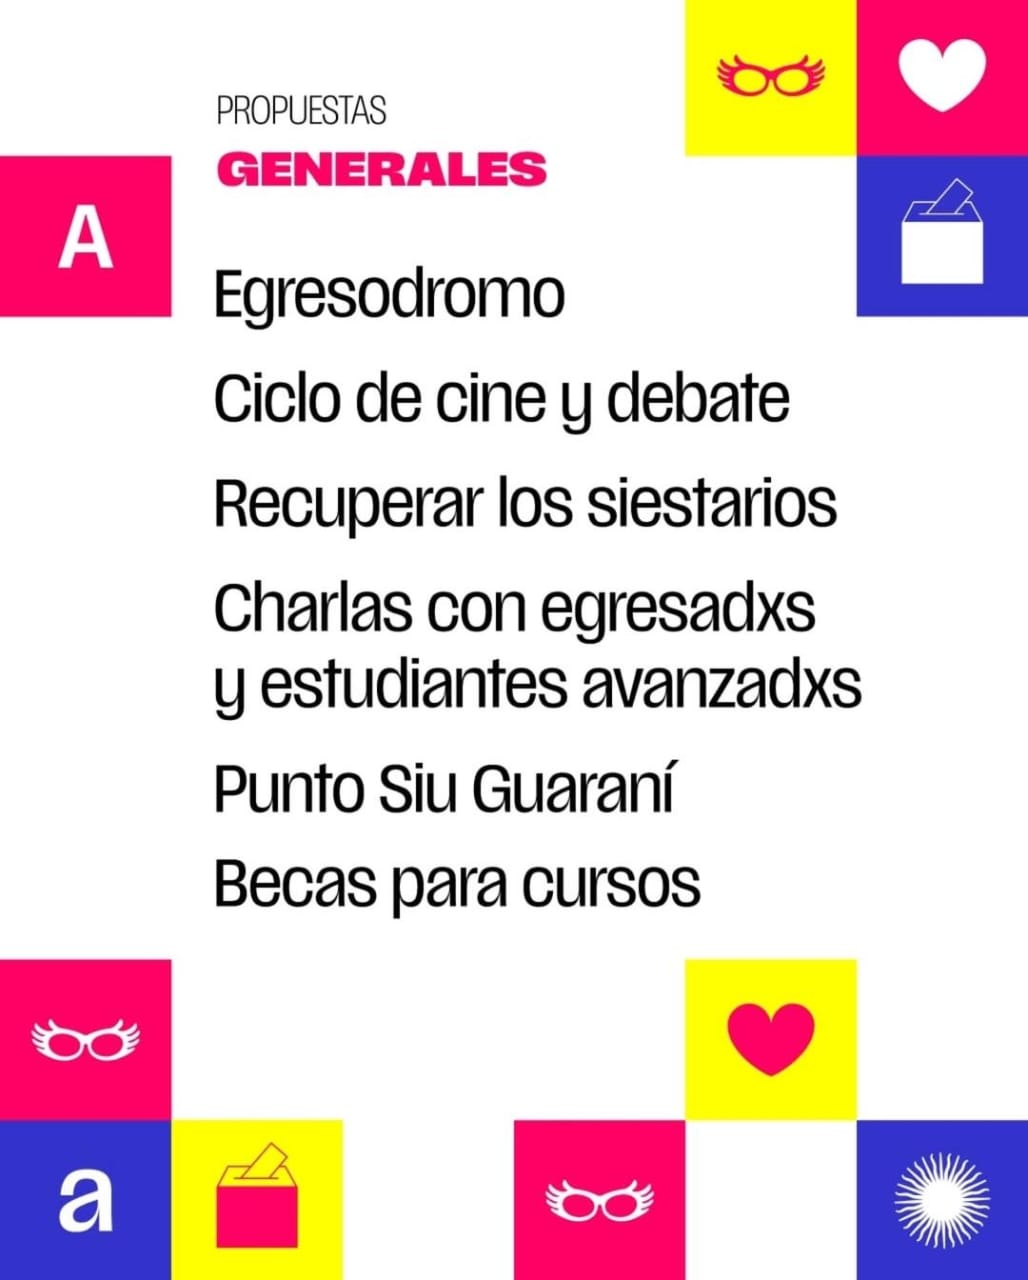 PROPUESTAS
GENERALES
A
Egresodromo
Ciclo de cine y debate
Recuperar los siestarios
Charlas con egresadxs
y estudiantes avanzadxs
Punto Siu Guaraní
Becas para cursos
a